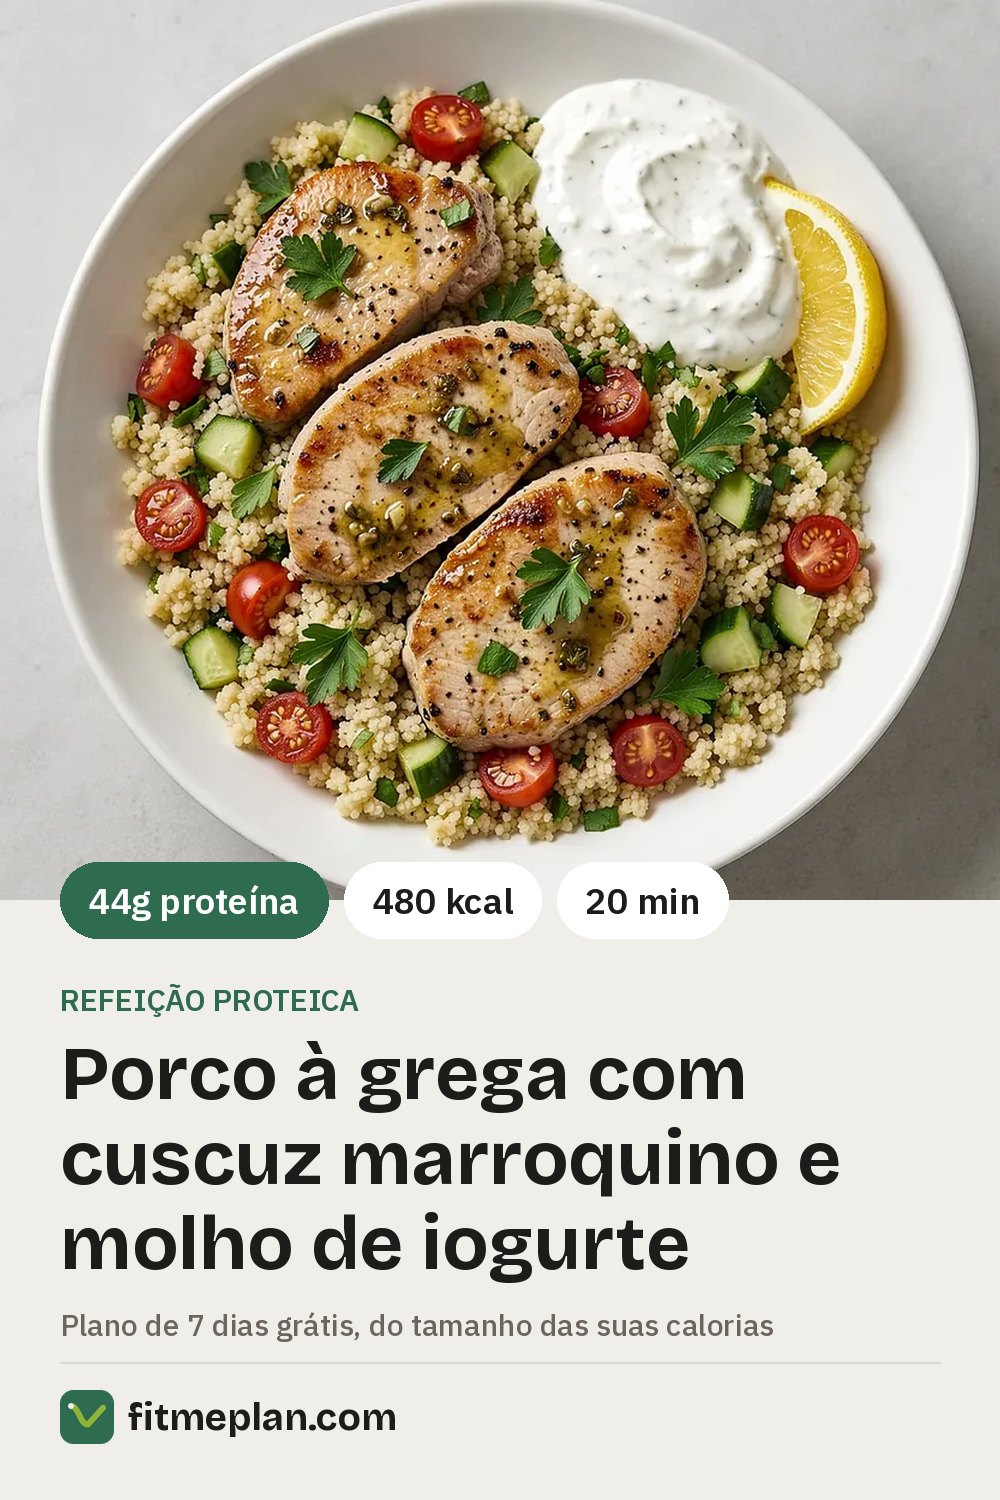 44g proteína
480 kcal
20 min
REFEIÇÃO PROTEICA
Porco à grega com
cuscuz marroquino e
molho de iogurte
Plano de 7 dias grátis, do tamanho das suas calorias
fitmeplan.com